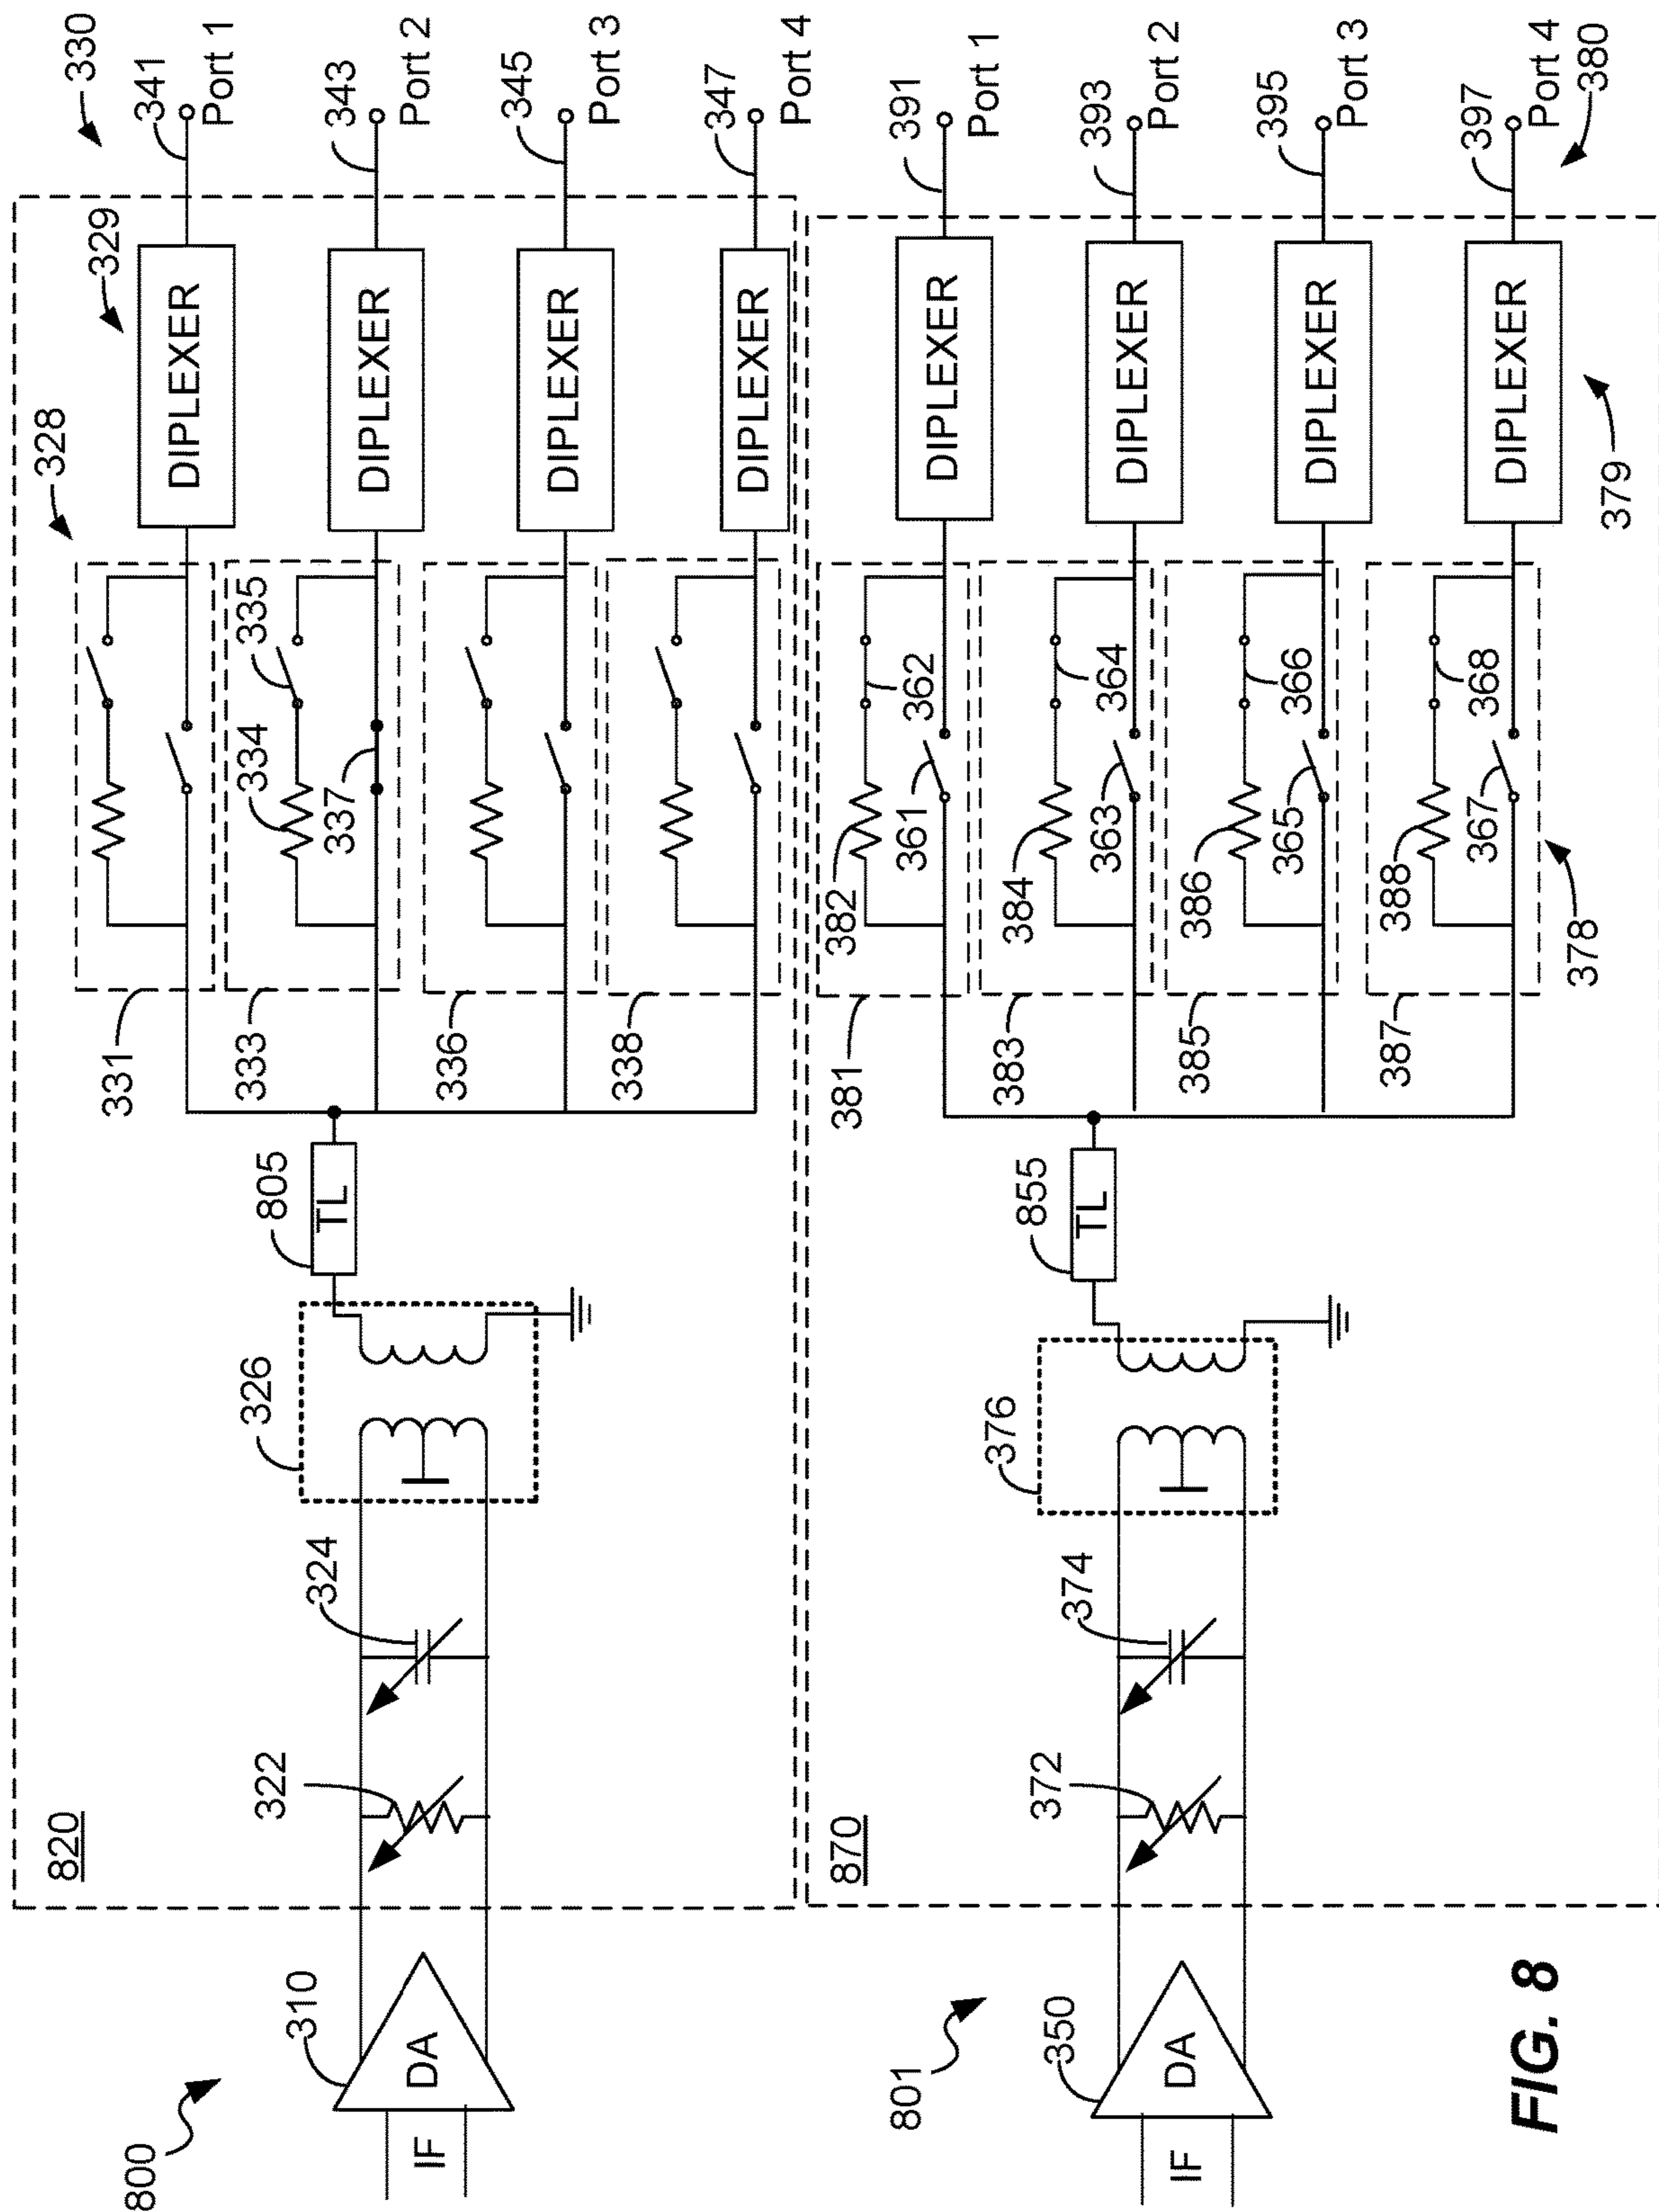 800
IF
DA
310
820
322
324
326
805
TL
328
329
330
331
333
334
335
337
336
338
DIPLEXER
DIPLEXER
DIPLEXER
DIPLEXER
341
Port 1
343
Port 2
345
Port 3
347
Port 4
801
IF
DA
350
870
372
374
376
855
TL
381
382
361
362
383
384
363
364
385
386
365
366
387
388
367
368
378
DIPLEXER
DIPLEXER
DIPLEXER
DIPLEXER
379
391
Port 1
393
Port 2
395
Port 3
397
Port 4
380
FIG. 8